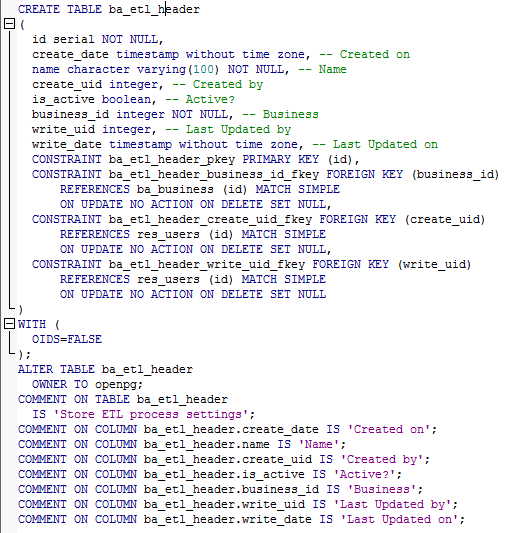 CREATE TABLE ba_etl_header
(
id serial NOT NULL,
create_date timestamp without time zone, -- Created on
name character varying(100) NOT NULL, -- Name
create_uid integer, -- Created by
is_active boolean, -- Active?
business_id integer NOT NULL, -- Business
write_uid integer, -- Last Updated by
write_date timestamp without time zone, -- Last Updated on
CONSTRAINT ba_etl_header_pkey PRIMARY KEY (id),
CONSTRAINT ba_etl_header_business_id_fkey FOREIGN KEY (business_id)
REFERENCES ba_business (id) MATCH SIMPLE
ON UPDATE NO ACTION ON DELETE SET NULL,
CONSTRAINT ba_etl_header_create_uid_fkey FOREIGN KEY (create_uid)
REFERENCES res_users (id) MATCH SIMPLE
ON UPDATE NO ACTION ON DELETE SET NULL,
CONSTRAINT ba_etl_header_write_uid_fkey FOREIGN KEY (write_uid)
REFERENCES res_users (id) MATCH SIMPLE
ON UPDATE NO ACTION ON DELETE SET NULL
)
WITH (
OIDS=FALSE
);
ALTER TABLE ba_etl_header
OWNER TO openpg;
COMMENT ON TABLE ba_etl_header
IS 'Store ETL process settings';
COMMENT ON COLUMN ba_etl_header.create_date IS 'Created on';
COMMENT ON COLUMN ba_etl_header.name IS 'Name';
COMMENT ON COLUMN ba_etl_header.create_uid IS 'Created by';
COMMENT ON COLUMN ba_etl_header.is_active IS 'Active?';
COMMENT ON COLUMN ba_etl_header.business_id IS 'Business';
COMMENT ON COLUMN ba_etl_header.write_uid IS 'Last Updated by';
COMMENT ON COLUMN ba_etl_header.write_date IS 'Last Updated on';